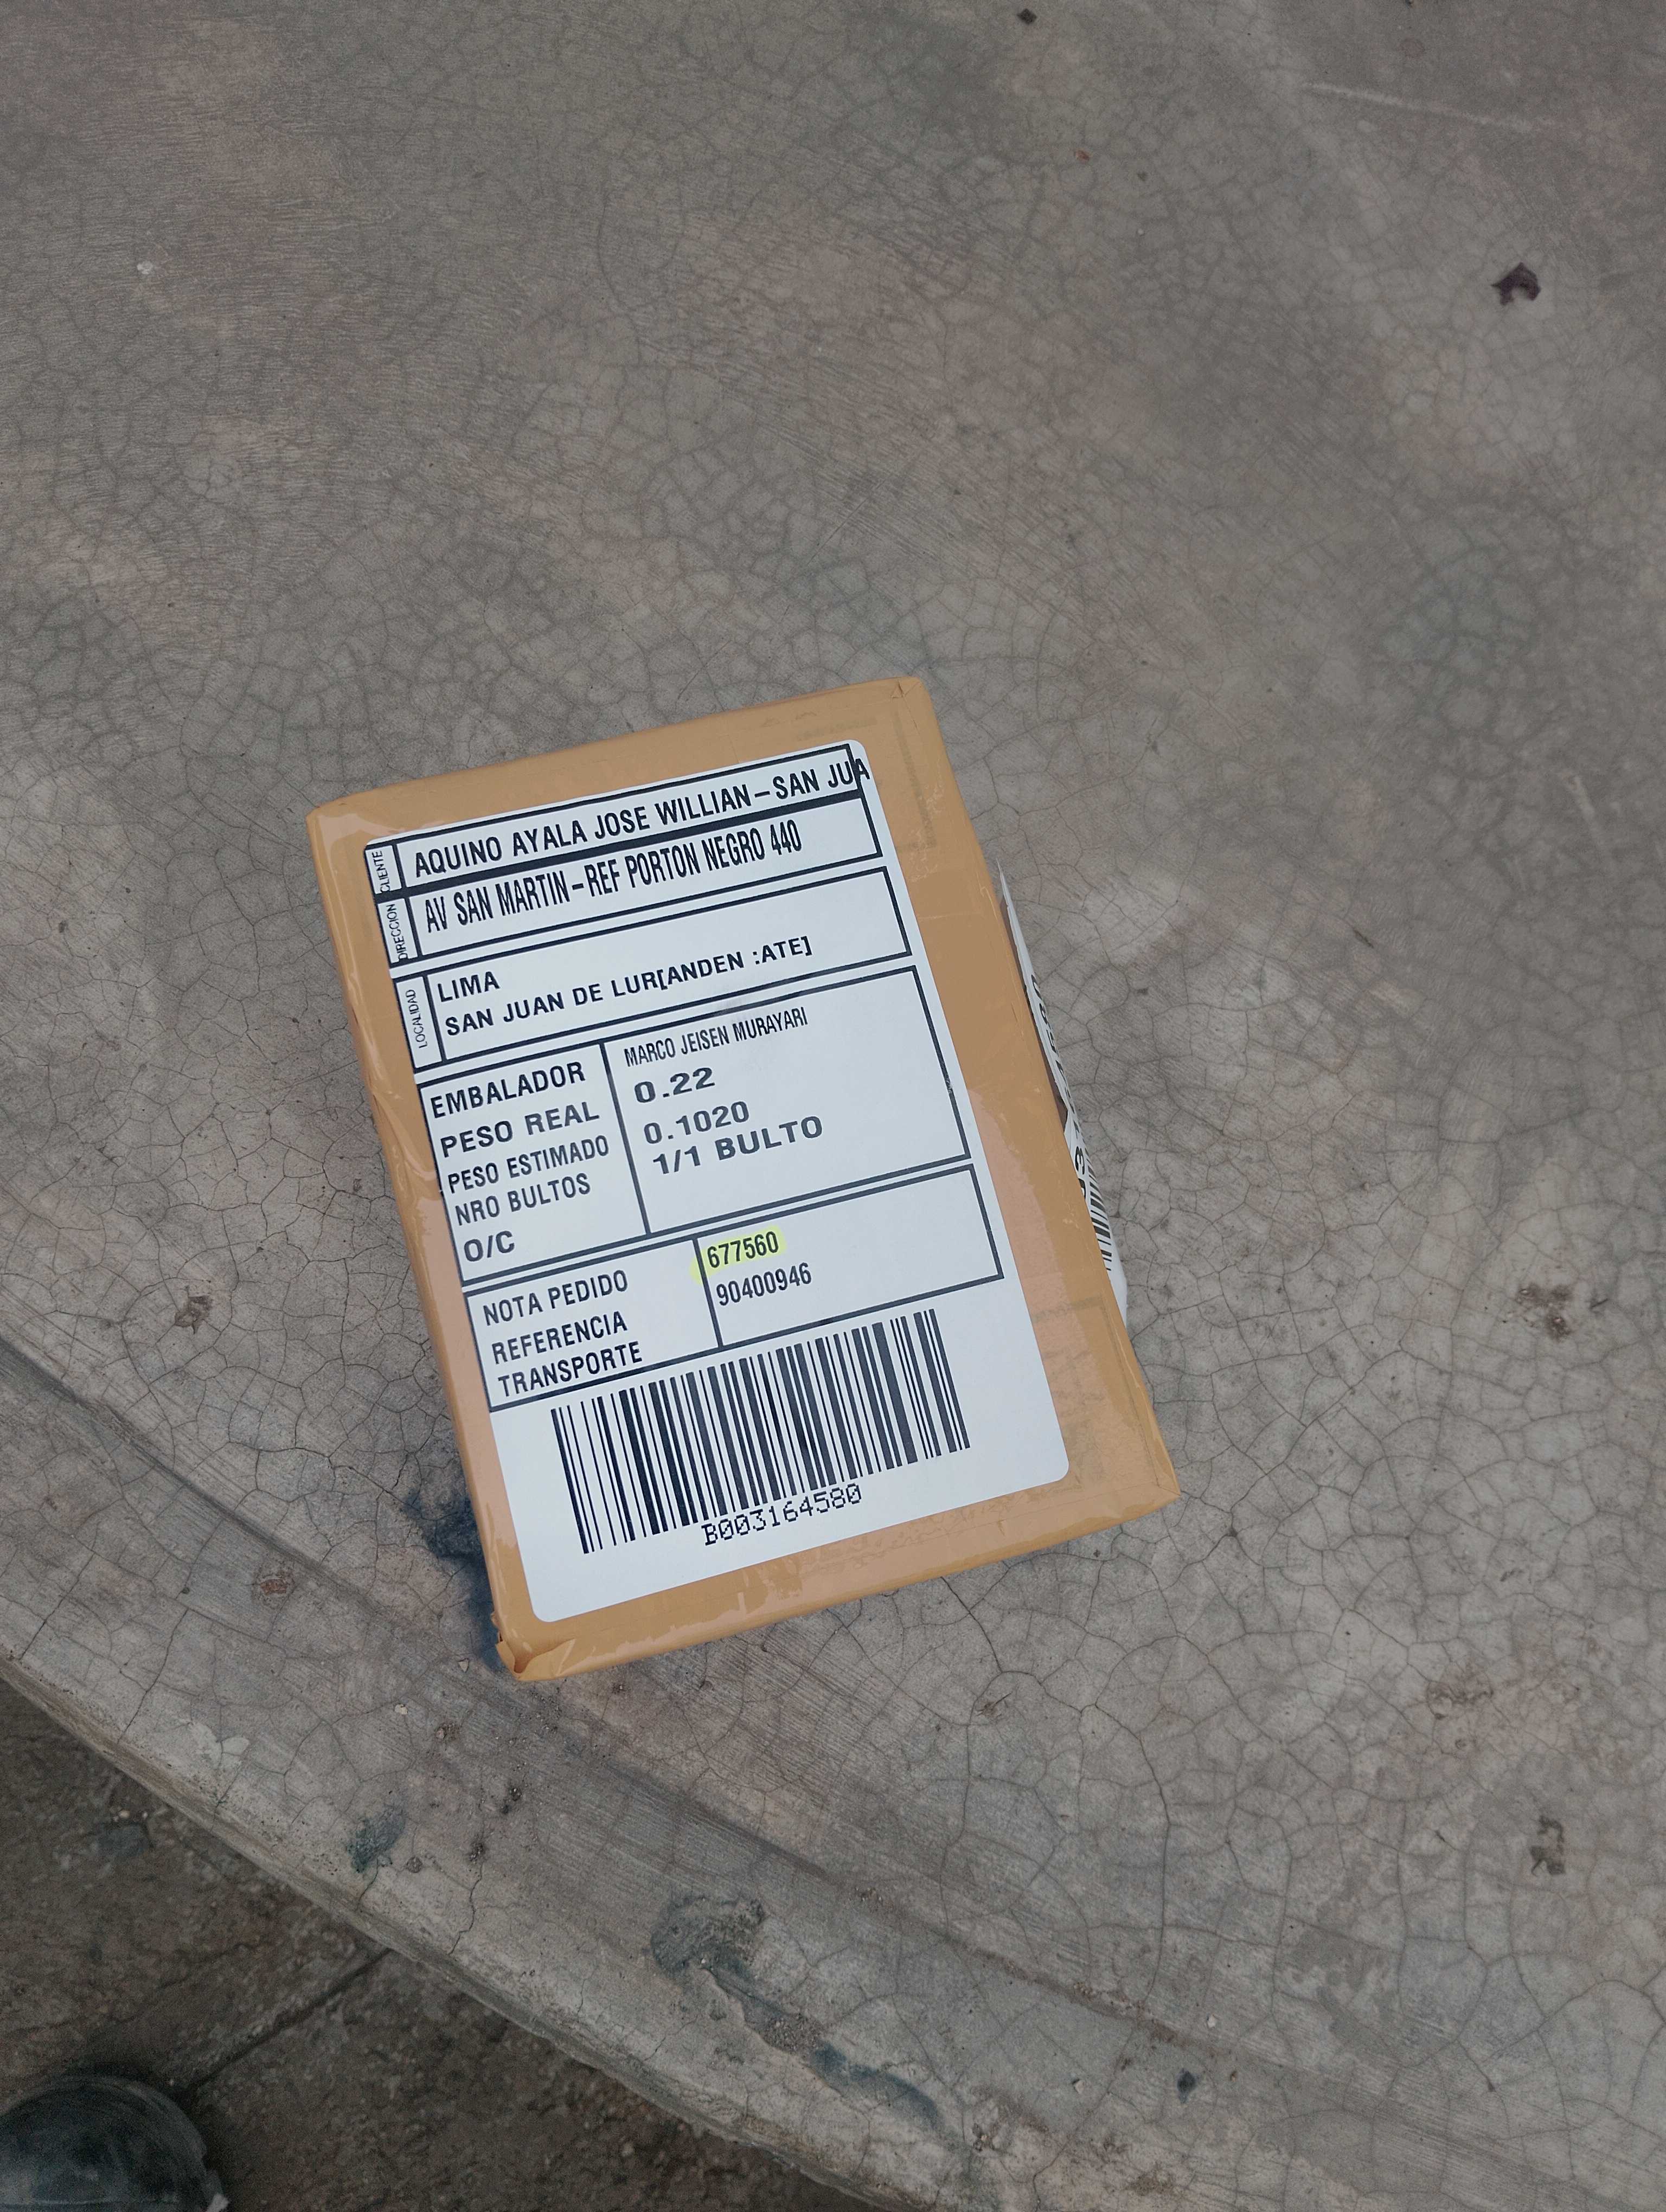 CLIENTE AQUINO AYALA JOSE WILLIAN-SAN JUA
DIRECCION AV SAN MARTIN-REF PORTON NEGRO 440
LOCALIDAD LIMA
SAN JUAN DE LUR[ANDEN :ATE]
EMBALADOR MARCO JEISEN MURAYARI
PESO REAL 0.22
PESO ESTIMADO 0.1020
NRO BULTOS 1/1 BULTO
O/C
NOTA PEDIDO 677560
REFERENCIA 90400946
TRANSPORTE
B003164580